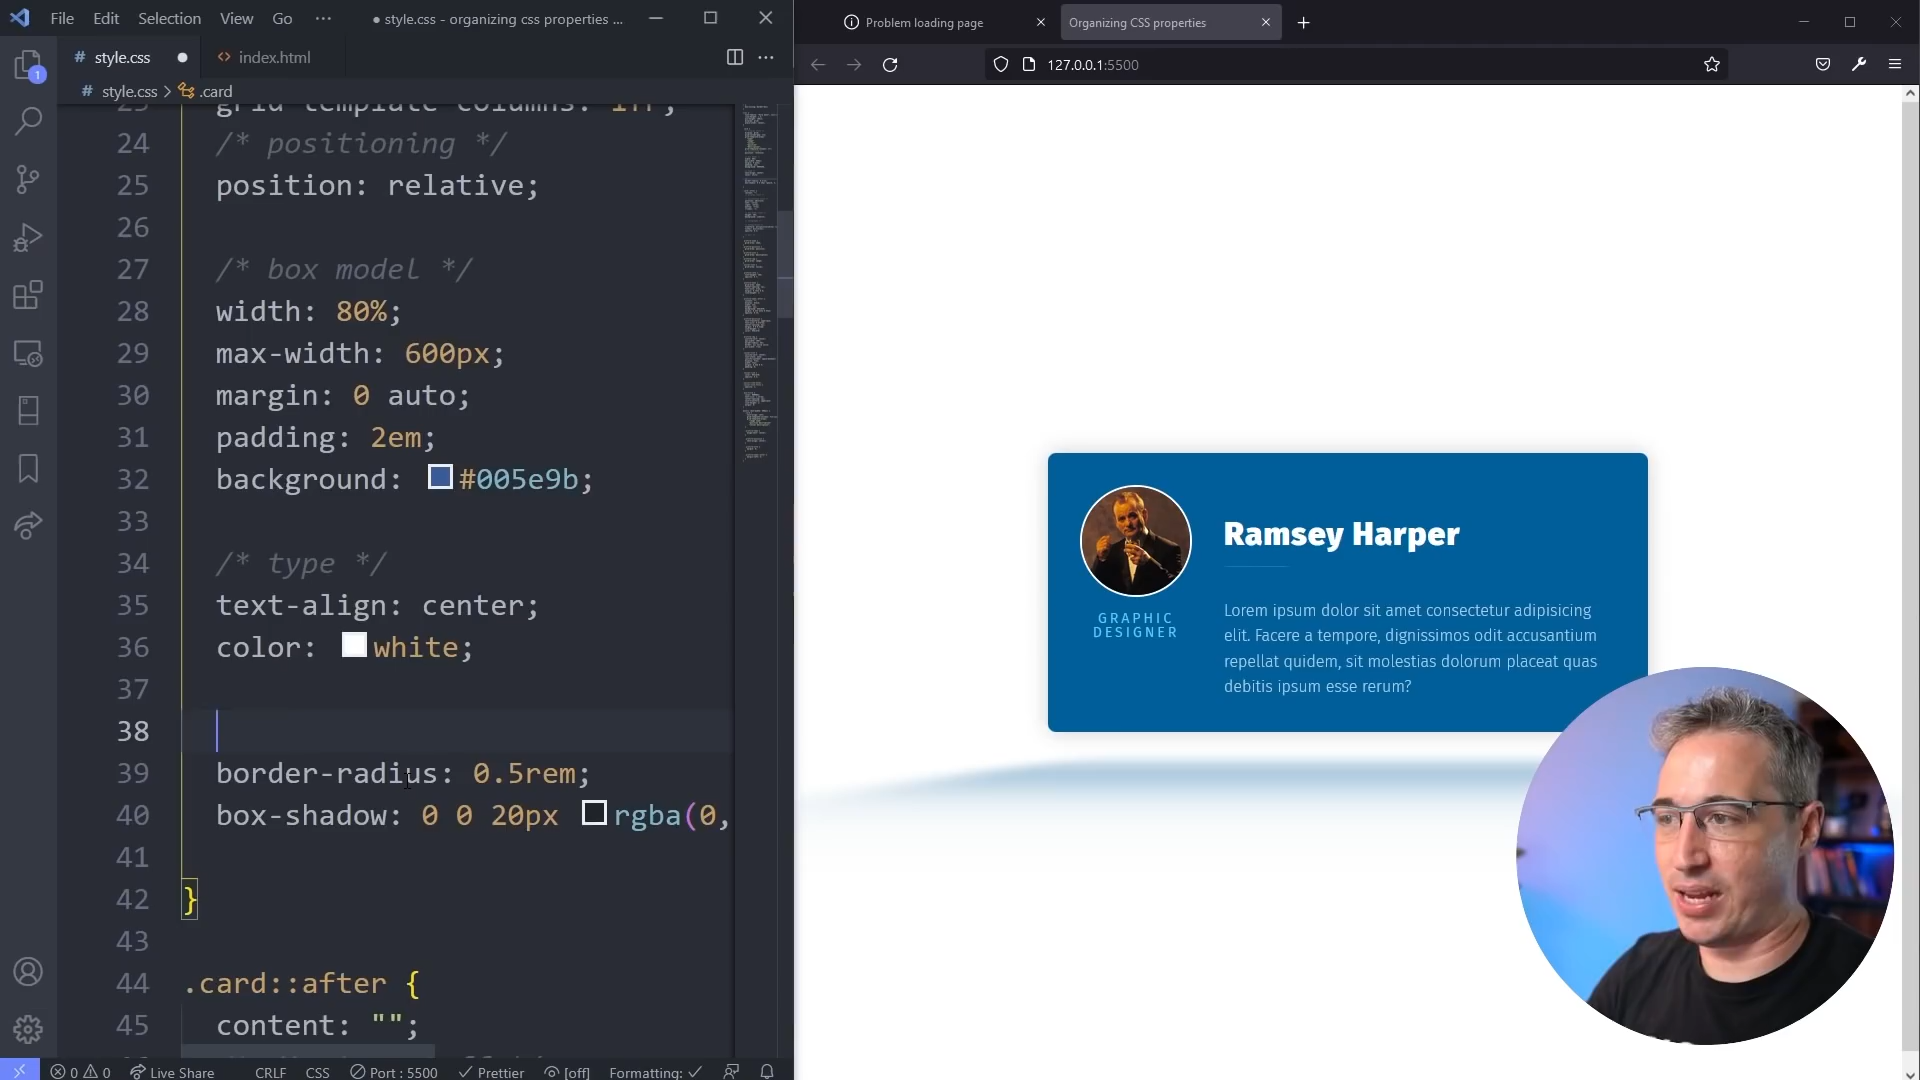 File Edit Selection View Go ··· ● style.css - organizing css properties ...
# style.css ● <> index.html
# style.css > .card
23 grid-template-columns: 1fr;
24 /* positioning */
25 position: relative;
26
27 /* box model */
28 width: 80%;
29 max-width: 600px;
30 margin: 0 auto;
31 padding: 2em;
32 background: #005e9b;
33
34 /* type */
35 text-align: center;
36 color: white;
37
38
39 border-radius: 0.5rem;
40 box-shadow: 0 0 20px rgba(0,
41
42 }
43
44 .card::after {
45 content: "";
1
0 0 Live Share CRLF CSS Port : 5500 Prettier [off] Formatting: ✓
Problem loading page
Organizing CSS properties
127.0.0.1:5500
Ramsey Harper
GRAPHIC
DESIGNER
Lorem ipsum dolor sit amet consectetur adipisicing
elit. Facere a tempore, dignissimos odit accusantium
repellat quidem, sit molestias dolorum placeat quas
debitis ipsum esse rerum?